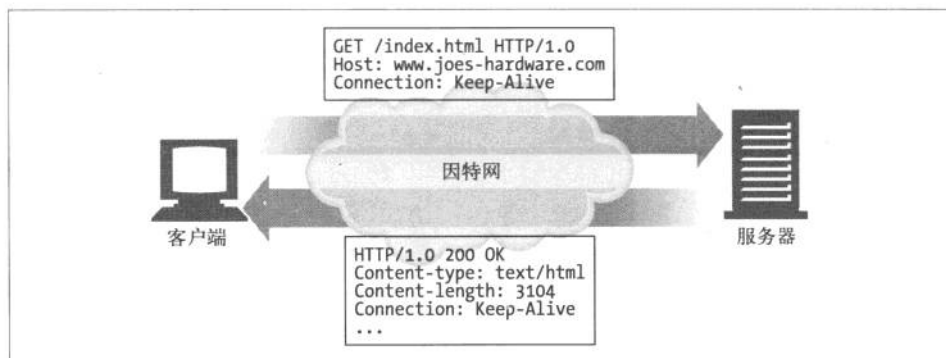 GET /index.html HTTP/1.0
Host: www.joes-hardware.com
Connection: Keep-Alive
因特网
客户端
服务器
HTTP/1.0 200 OK
Content-type: text/html
Content-length: 3104
Connection: Keep-Alive
...